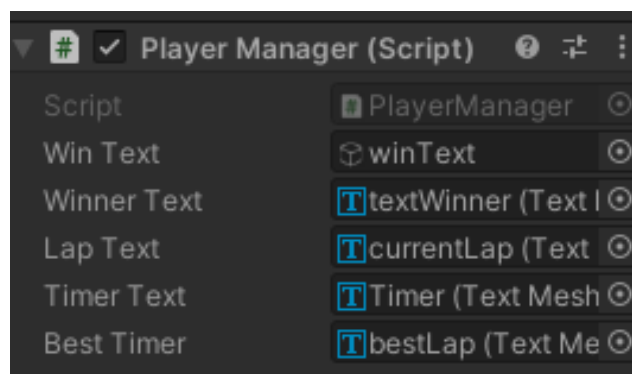 # Player Manager (Script)
Script # PlayerManager
Win Text winText
Winner Text T textWinner (Text
Lap Text T currentLap (Text
Timer Text T Timer (Text Mesh
Best Timer T bestLap (Text Me